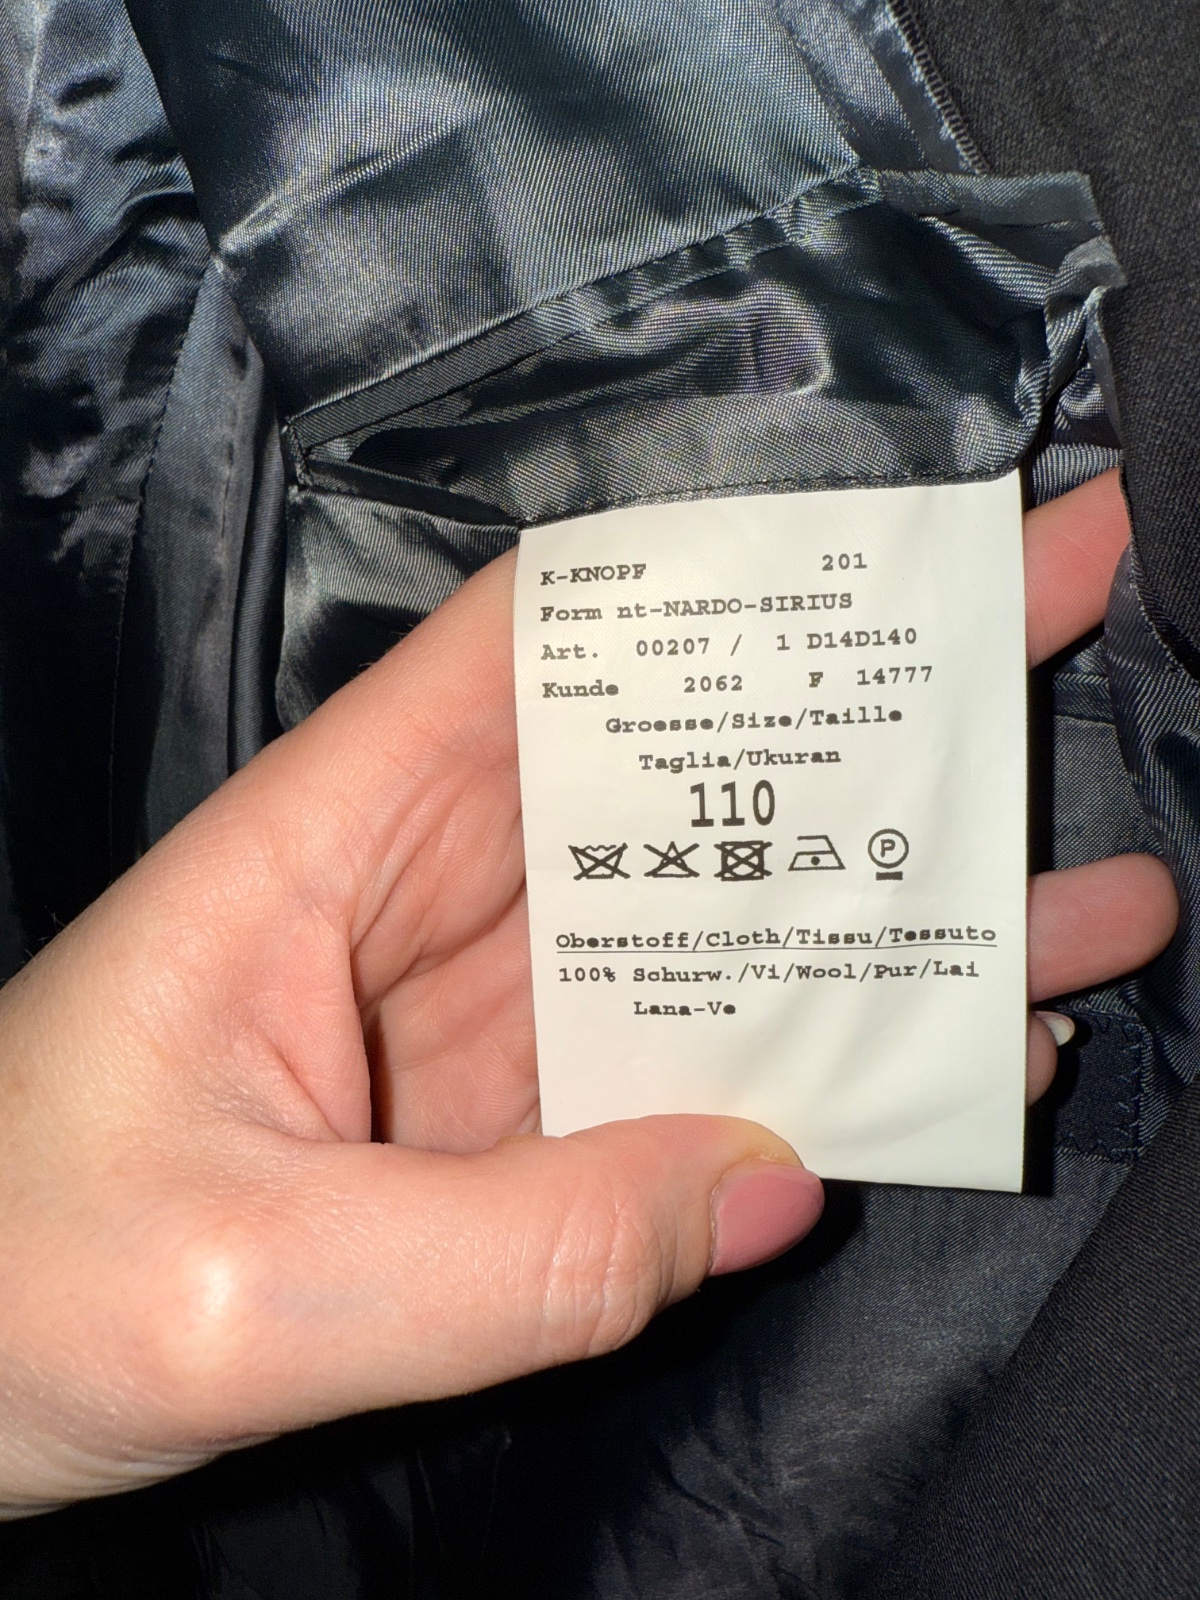 K-KNOPF 201
Form nt-NARDO-SIRIUS
Art. 00207 / 1 D14D140
Kunde 2062 F 14777
Groesse/Size/Taille
Taglia/Ukuran
110
P
Oberstoff/Cloth/Tissu/Tessuto
100% Schurw./Vi/Wool/Pur/Lai
Lana-Ve